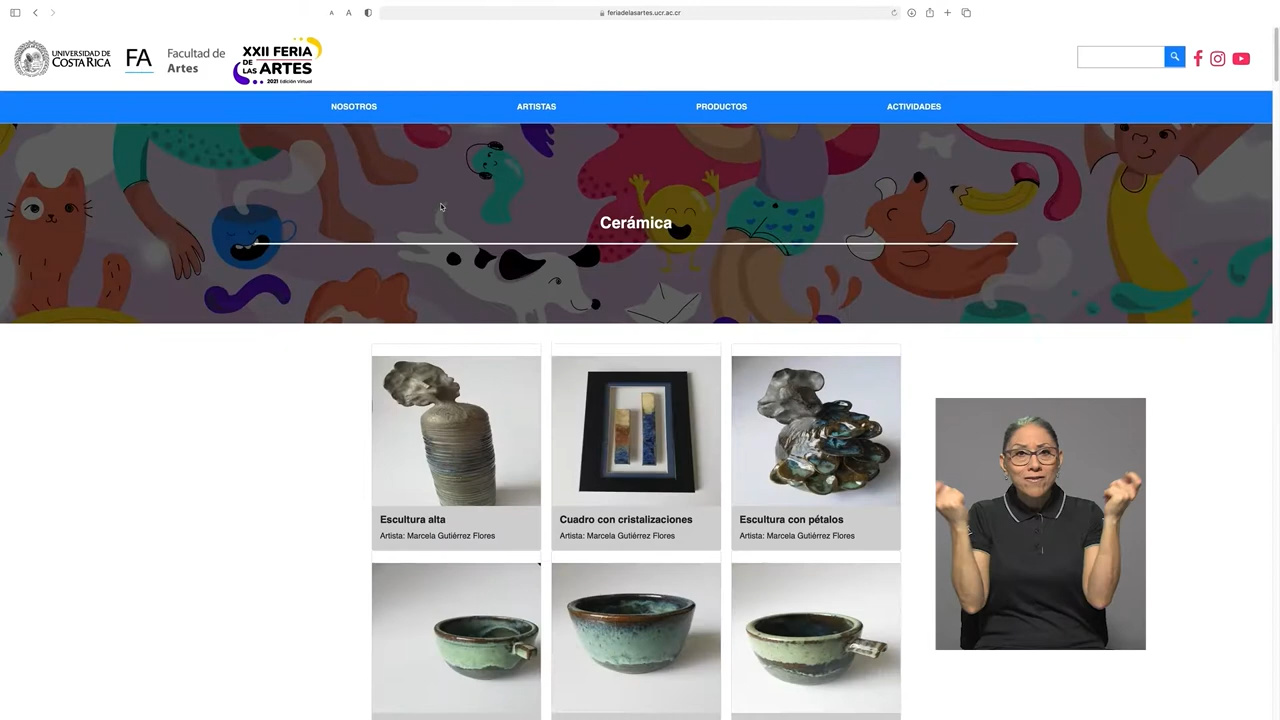 A
A
feriadelasartes.ucr.ac.cr
UNIVERSIDAD DE
COSTA RICA
FA
Facultad de
Artes
XXII FERIA
DE LAS ARTES
2021 Edición Virtual
NOSOTROS
ARTISTAS
PRODUCTOS
ACTIVIDADES
Cerámica
Escultura alta
Artista: Marcela Gutiérrez Flores
Cuadro con cristalizaciones
Artista: Marcela Gutiérrez Flores
Escultura con pétalos
Artista: Marcela Gutiérrez Flores